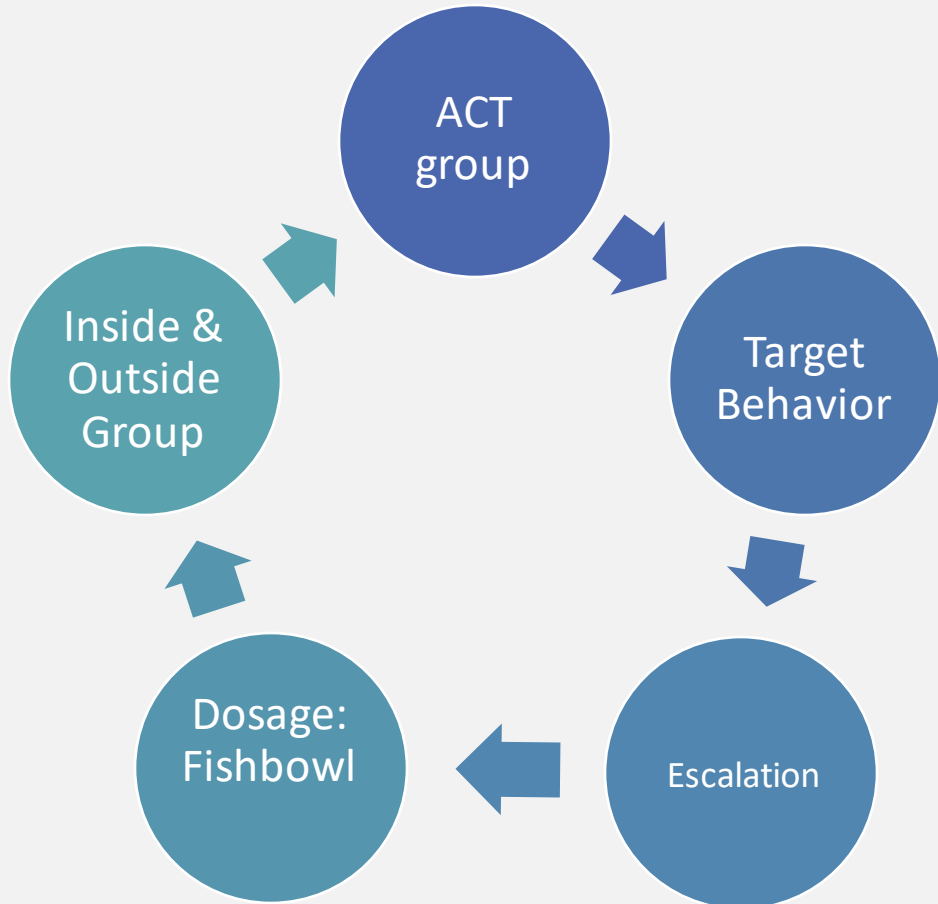 ACT
group
Target
Behavior
Escalation
Dosage:
Fishbowl
Inside &
Outside
Group